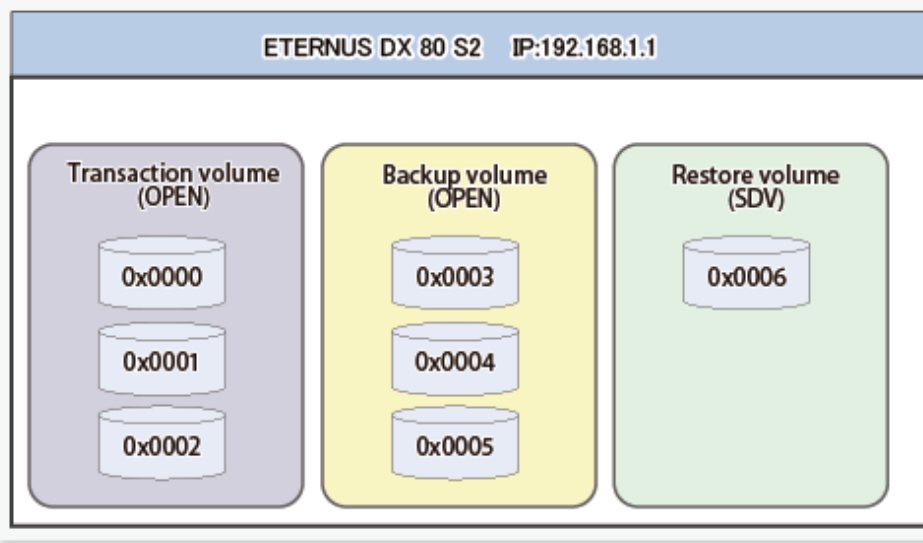 ETERNUS DX 80 S2 IP:192.168.1.1
Transaction volume
(OPEN)
0x0000
0x0001
0x0002
Backup volume
(OPEN)
0x0003
0x0004
0x0005
Restore volume
(SDV)
0x0006